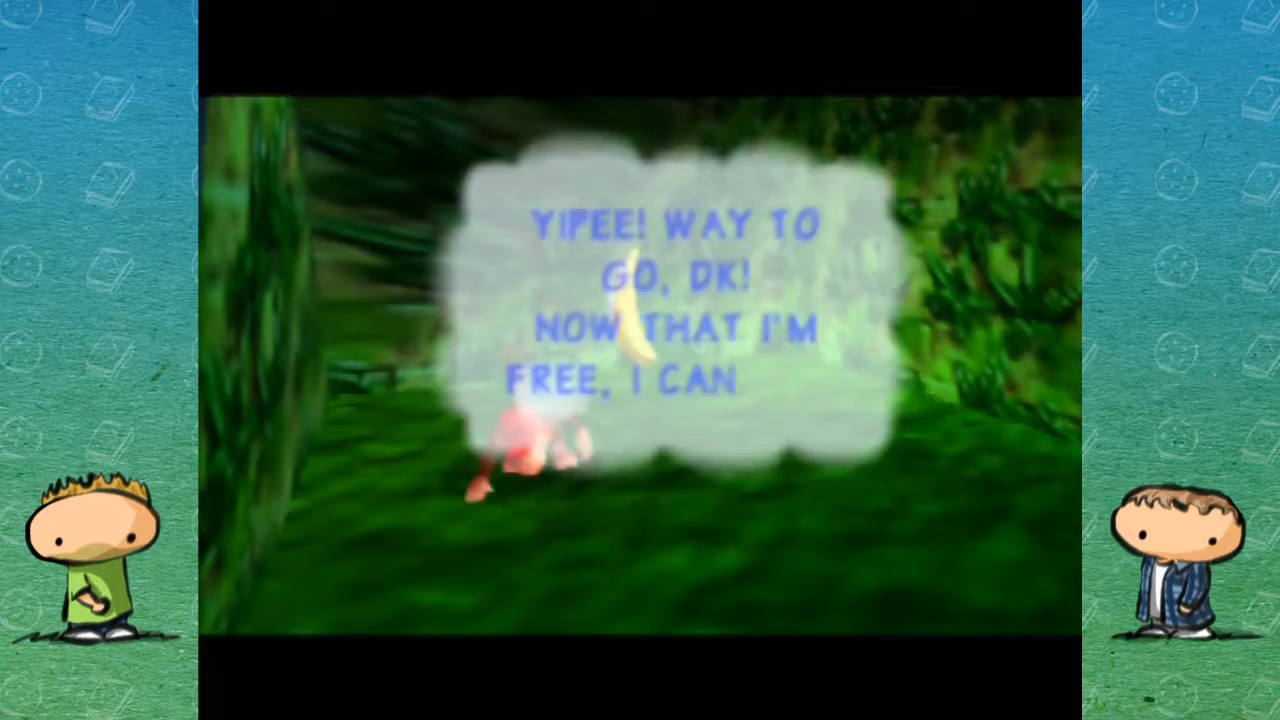 YIPEE! WAY TO
GO, DK!
NOW THAT I'M
FREE, I CAN